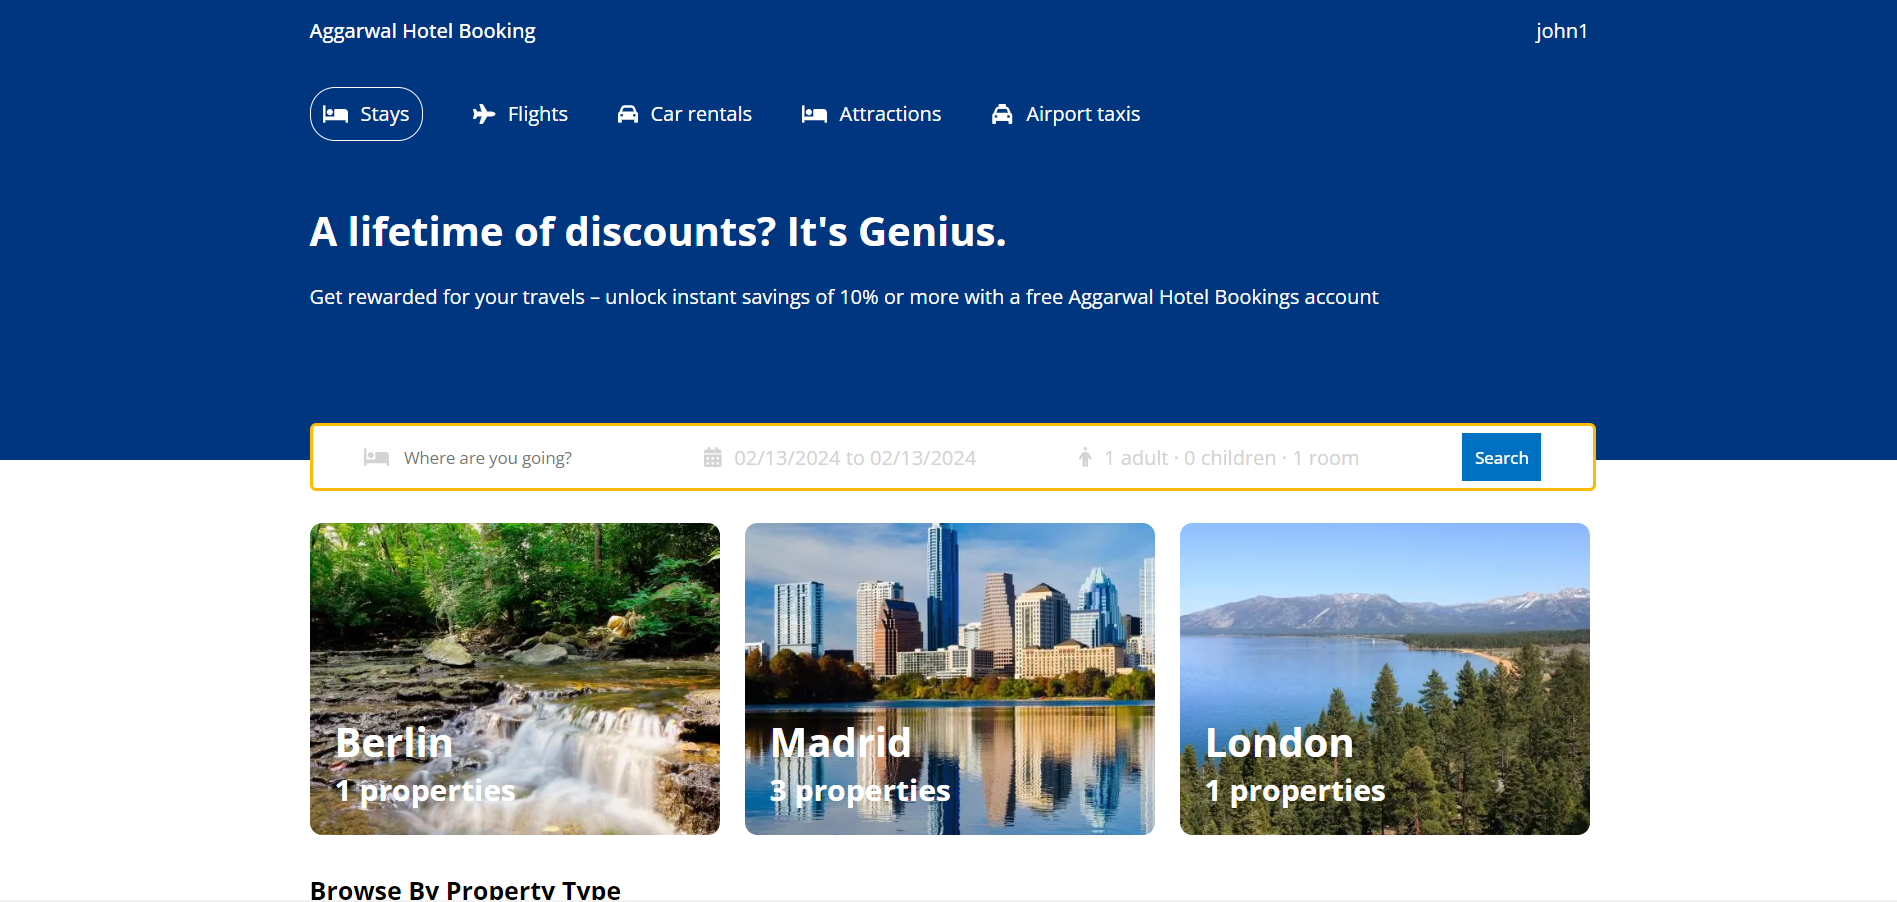 Aggarwal Hotel Booking
john1
Stays
Flights
Car rentals
Attractions
Airport taxis
A lifetime of discounts? It's Genius.
Get rewarded for your travels – unlock instant savings of 10% or more with a free Aggarwal Hotel Bookings account
Where are you going?
02/13/2024 to 02/13/2024
1 adult · 0 children · 1 room
Search
Berlin
1 properties
Madrid
3 properties
London
1 properties
Browse By Property Type